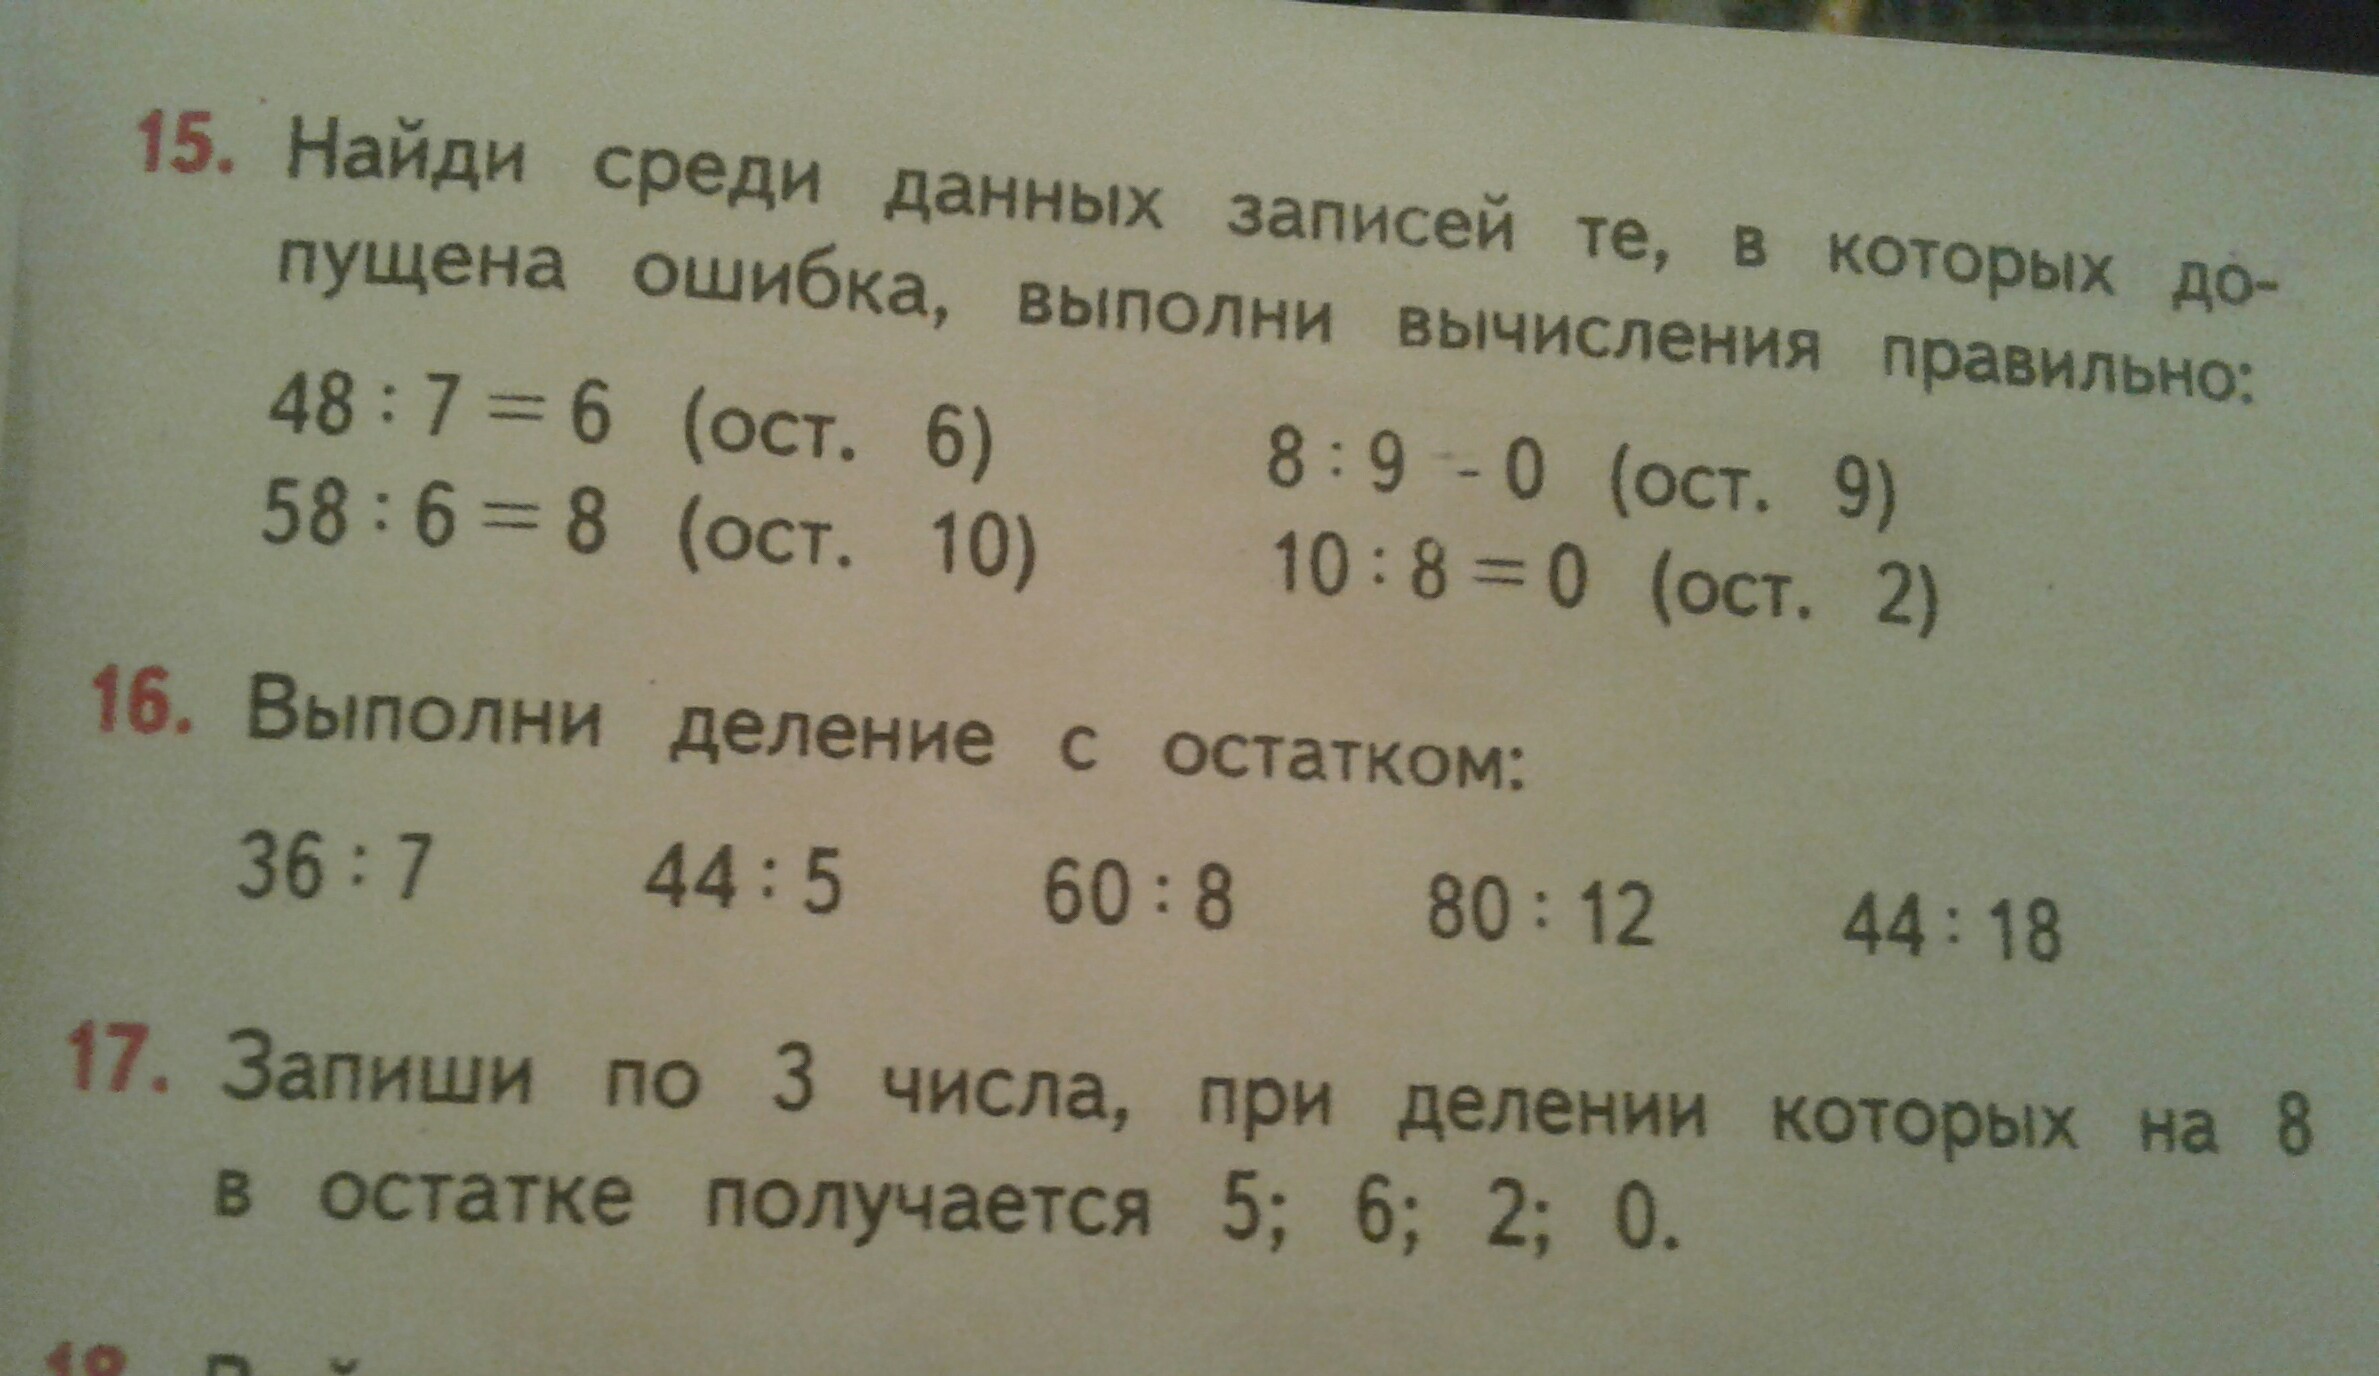 15. Найди среди данных записей те, в которых до-
пущена ошибка, выполни вычисления правильно:
48 : 7 = 6 (ост. 6) 8 : 9 - 0 (ост. 9)
58 : 6 = 8 (ост. 10) 10 : 8 = 0 (ост. 2)
16. Выполни деление с остатком:
36 : 7 44 : 5 60 : 8 80 : 12 44 : 18
17. Запиши по 3 числа, при делении которых на 8
в остатке получается 5; 6; 2; 0.
18.